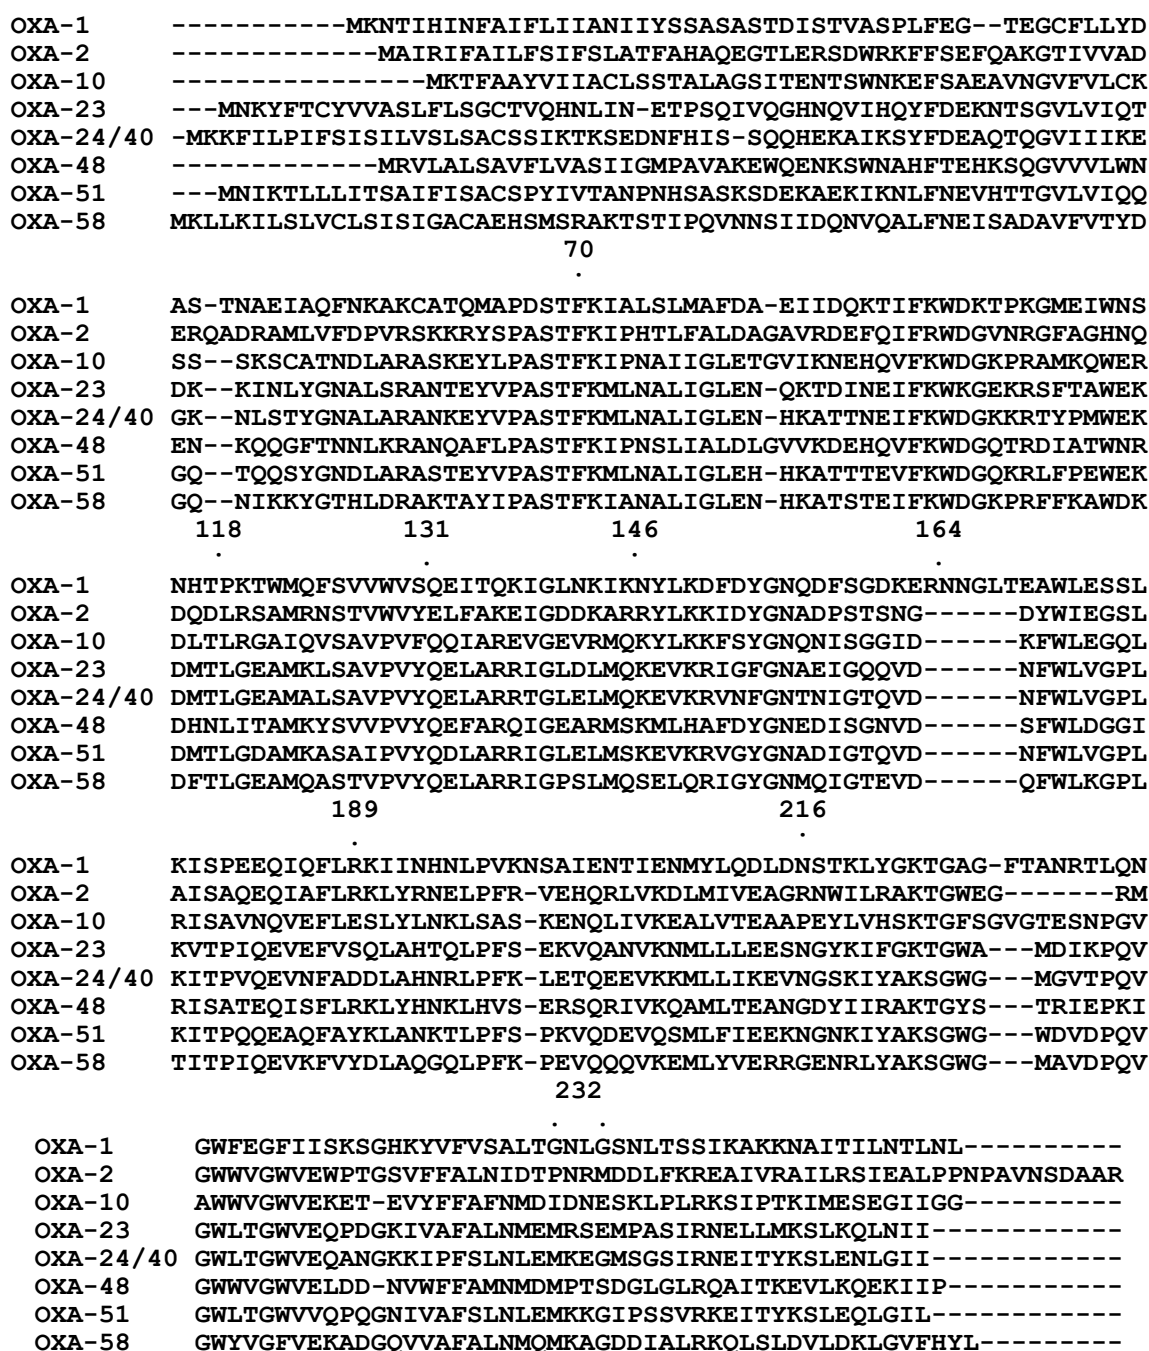 OXA-1 -----------MKNTIHINFAIFLIIANIIYSSASASTDISTVASPLFEG--TEGCFLLYD
OXA-2 -------------MAIRIFAILFSIFSLATFAHAQEGTLERSDWRKFFSEFQAKGTIVVAD
OXA-10 ----------------MKTFAAYVIIACLSSTALAGSITENTSWNKEFSAEAVNGVFVLCK
OXA-23 ---MNKYFTCYVVASLFLSGCTVQHNLIN-ETPSQIVQGHNQVIHQYFDEKNTSGVLVIQT
OXA-24/40 -MKKFILPIFSISILVSLSACSSIKTKSEDNFHIS-SQQHEKAIKSYFDEAQTQGVIIIKE
OXA-48 -------------MRVLALSAVFLVASIIGMPAVAKEWQENKSWNAHFTEHKSQGVVVLWN
OXA-51 ---MNIKTLLLITSAIFISACSPYIVTANPNHSASKSDEKAEKIKNLFNEVHTTGVLVIQQ
OXA-58 MKLLKILSLVCLSISIGACAEHSMSRAKTSTIPQVNNSIIDQNVQALFNEISADAVFVTYD
70
.
OXA-1 AS-TNAEIAQFNKAKCATQMAPDSTFKIALSLMAFDA-EIIDQKTIFKWDKTPKGMEIWNS
OXA-2 ERQADRAMLVFDPVRSKKRYSPASTFKIPHTLFALDAGAVRDEFQIFRWDGVNRGFAGHNQ
OXA-10 SS--SKSCATNDLARASKEYLPASTFKIPNAIIGLETGVIKNEHQVFKWDGKPRAMKQWER
OXA-23 DK--KINLYGNALSRANTEYVPASTFKMLNALIGLEN-QKTDINEIFKWKGEKRSFTAWEK
OXA-24/40 GK--NLSTYGNALARANKEYVPASTFKMLNALIGLEN-HKATTNEIFKWDGKKRTYPMWEK
OXA-48 EN--KQQGFTNNLKRANQAFLPASTFKIPNSLIALDLGVVKDEHQVFKWDGQTRDIATWNR
OXA-51 GQ--TQQSYGNDLARASTEYVPASTFKMLNALIGLEH-HKATTTEVFKWDGQKRLFPEWEK
OXA-58 GQ--NIKKYGTHLDRAKTAYIPASTFKIANALIGLEN-HKATSTEIFKWDGKPRFFKAWDK
118 131 146 164
. . . .
OXA-1 NHTPKTWMQFSVVWVSQEITQKIGLNKIKNYLKDFDYGNQDFSGDKERNNGLTEAWLESSL
OXA-2 DQDLRSAMRNSTVWVYELFAKEIGDDKARRYLKKIDYGNADPSTSNG------DYWIEGSL
OXA-10 DLTLRGAIQVSAVPVFQQIAREVGEVRMQKYLKKFSYGNQNISGGID------KFWLEGQL
OXA-23 DMTLGEAMKLSAVPVYQELARRIGLDLMQKEVKRIGFGNAEIGQQVD------NFWLVGPL
OXA-24/40 DMTLGEAMALSAVPVYQELARRTGLELMQKEVKRVNFGNTNIGTQVD------NFWLVGPL
OXA-48 DHNLITAMKYSVVPVYQEFARQIGEARMSKMLHAFDYGNEDISGNVD------SFWLDGGI
OXA-51 DMTLGDAMKASAIPVYQDLARRIGLELMSKEVKRVGYGNADIGTQVD------NFWLVGPL
OXA-58 DFTLGEAMQASTVPVYQELARRIGPSLMQSELQRIGYGNMQIGTEVD------QFWLKGPL
189 216
. .
OXA-1 KISPEEQIQFLRKIINHNLPVKNSAIENTIENMYLQDLDNSTKLYGKTGAG-FTANRTLQN
OXA-2 AISAQEQIAFLRKLYRNELPFR-VEHQRLVKDLMIVEAGRNWILRAKTGWEG-------RM
OXA-10 RISAVNQVEFLESLYLNKLSAS-KENQLIVKEALVTEAAPEYLVHSKTGFSGVGTESNPGV
OXA-23 KVTPIQEVEFVSQLAHTQLPFS-EKVQANVKNMLLLEESNGYKIFGKTGWA---MDIKPQV
OXA-24/40 KITPVQEVNFADDLAHNRLPFK-LETQEEVKKMLLIKEVNGSKIYAKSGWG---MGVTPQV
OXA-48 RISATEQISFLRKLYHNKLHVS-ERSQRIVKQAMLTEANGDYIIRAKTGYS---TRIEPKI
OXA-51 KITPQQEAQFAYKLANKTLPFS-PKVQDEVQSMLFIEEKNGNKIYAKSGWG---WDVDPQV
OXA-58 TITPIQEVKFVYDLAQGQLPFK-PEVQQQVKEMLYVERRGENRLYAKSGWG---MAVDPQV
232
. .
OXA-1 GWFEGFIISKSGHKYVFVSALTGNLGSNLTSSIKAKKNAITILNTLNL----------
OXA-2 GWWVGWVEWPTGSVFFALNIDTPNRMDDLFKREAIVRAILRSIEALPPNPAVNSDAAR
OXA-10 AWWVGWVEKET-EVYFFAFNMDIDNESKLPLRKSIPTKIMESEGIIGG----------
OXA-23 GWLTGWVEQPDGKIVAFALNMEMRSEMPASIRNELLMKSLKQLNII------------
OXA-24/40 GWLTGWVEQANGKKIPFSLNLEMKEGMSGSIRNEITYKSLENLGII------------
OXA-48 GWWVGWVELDD-NVWFFAMNMDMPTSDGLGLRQAITKEVLKQEKIIP-----------
OXA-51 GWLTGWVVQPQGNIVAFSLNLEMKKGIPSSVRKEITYKSLEQLGIL------------
OXA-58 GWYVGFVEKADGQVVAFALNMQMKAGDDIALRKQLSLDVLDKLGVFHYL---------